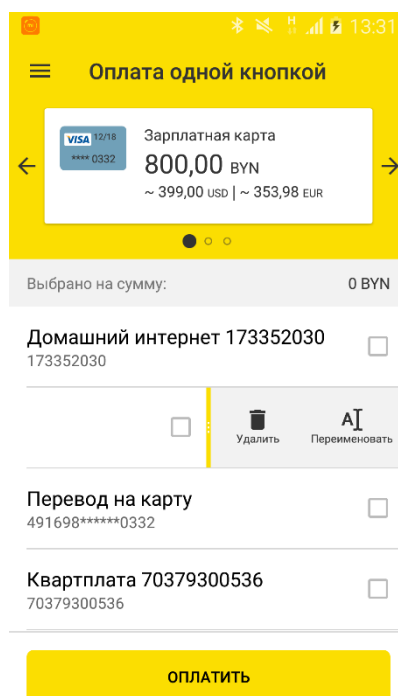 H 13:31
Оплата одной кнопкой
VISA 12/18
**** 0332
Зарплатная карта
800,00 BYN
~ 399,00 USD | ~ 353,98 EUR
Выбрано на сумму: 0 BYN
Домашний интернет 173352030
173352030
Удалить
A Переименовать
Перевод на карту
491698******0332
Квартплата 70379300536
70379300536
ОПЛАТИТЬ